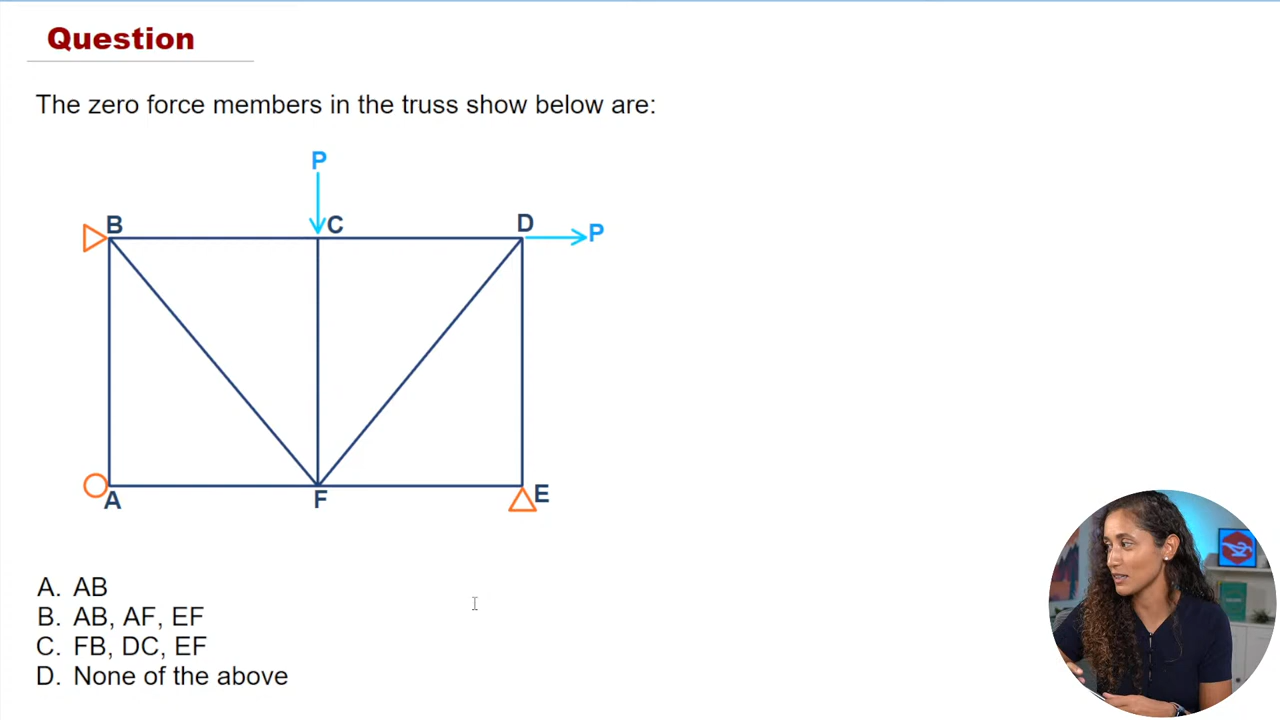 Question
The zero force members in the truss show below are:
P
B
C
D
P
A
F
E
A. AB
B. AB, AF, EF
C. FB, DC, EF
D. None of the above